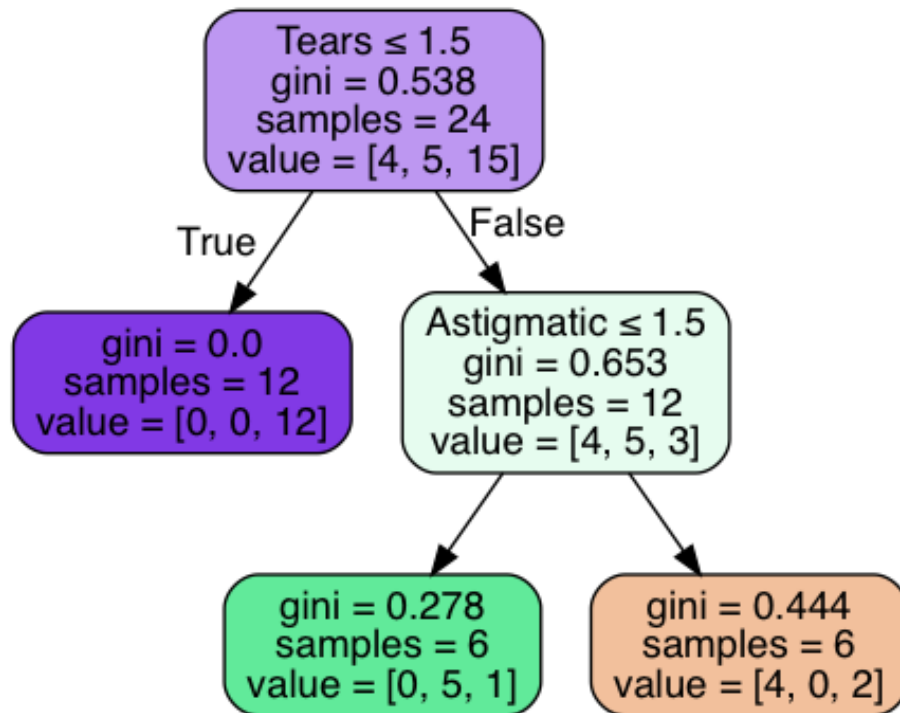 Tears ≤ 1.5
gini = 0.538
samples = 24
value = [4, 5, 15]
True
False
gini = 0.0
samples = 12
value = [0, 0, 12]
Astigmatic ≤ 1.5
gini = 0.653
samples = 12
value = [4, 5, 3]
gini = 0.278
samples = 6
value = [0, 5, 1]
gini = 0.444
samples = 6
value = [4, 0, 2]